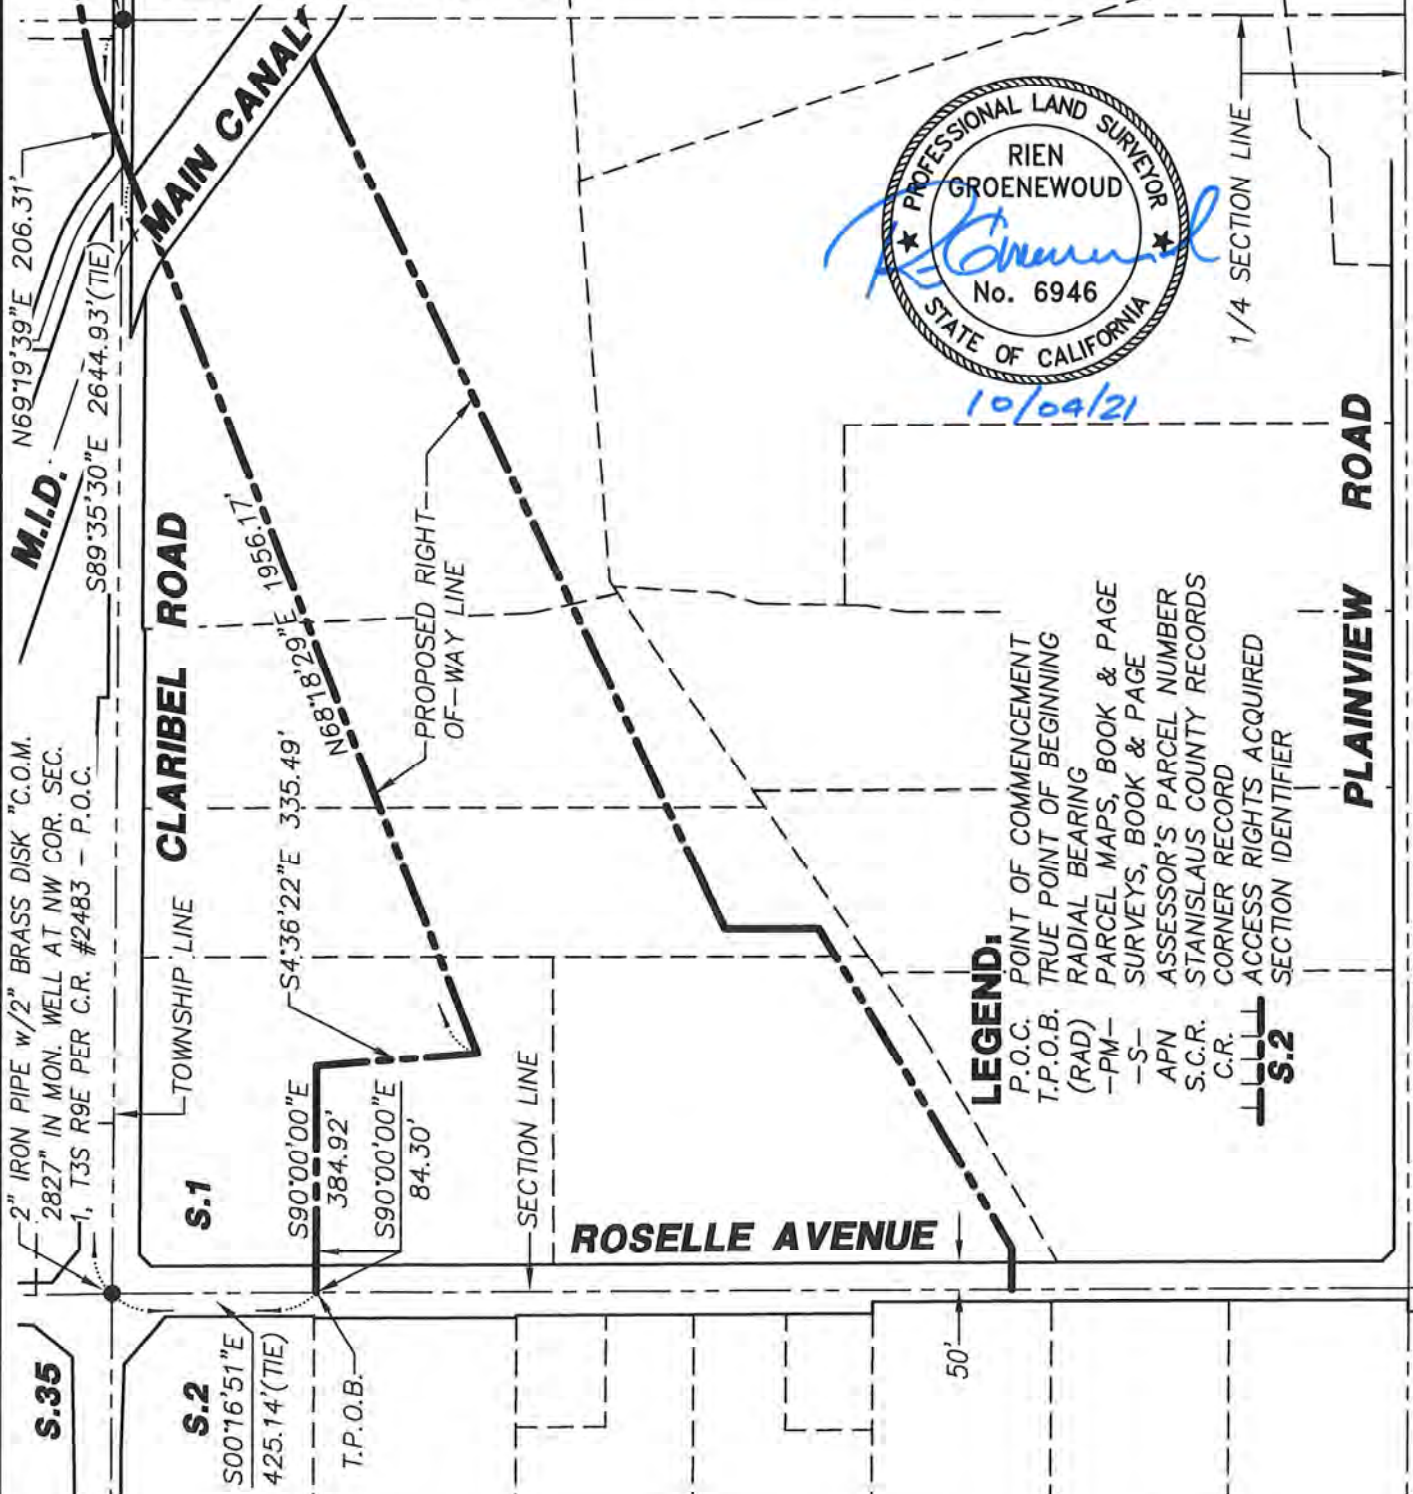 S.35
S.2
S00°16'51"E
425.14'(TIE)
T.P.O.B.
2" IRON PIPE w/2" BRASS DISK "C.O.M.
2827" IN MON. WELL AT NW COR. SEC.
1, T3S R9E PER C.R. #2483 - P.O.C.
S89°35'30"E 2644.93'(TIE)
N69°19'39"E 206.31'
M.I.D.
MAIN CANAL
TOWNSHIP LINE
CLARIBEL ROAD
S.1
S90°00'00"E
384.92'
S90°00'00"E
84.30'
S4°36'22"E 335.49'
N68°18'29"E 1956.17'
PROPOSED RIGHT-
OF-WAY LINE
SECTION LINE
ROSELLE AVENUE
50'
PROFESSIONAL LAND SURVEYOR
RIEN
GROENEWOUD
No. 6946
STATE OF CALIFORNIA
10/04/21
1/4 SECTION LINE
LEGEND:
P.O.C. POINT OF COMMENCEMENT
T.P.O.B. TRUE POINT OF BEGINNING
(RAD) RADIAL BEARING
-PM- PARCEL MAPS, BOOK & PAGE
-S- SURVEYS, BOOK & PAGE
APN ASSESSOR'S PARCEL NUMBER
S.C.R. STANISLAUS COUNTY RECORDS
C.R. CORNER RECORD
ACCESS RIGHTS ACQUIRED
S.2 SECTION IDENTIFIER
PLAINVIEW ROAD